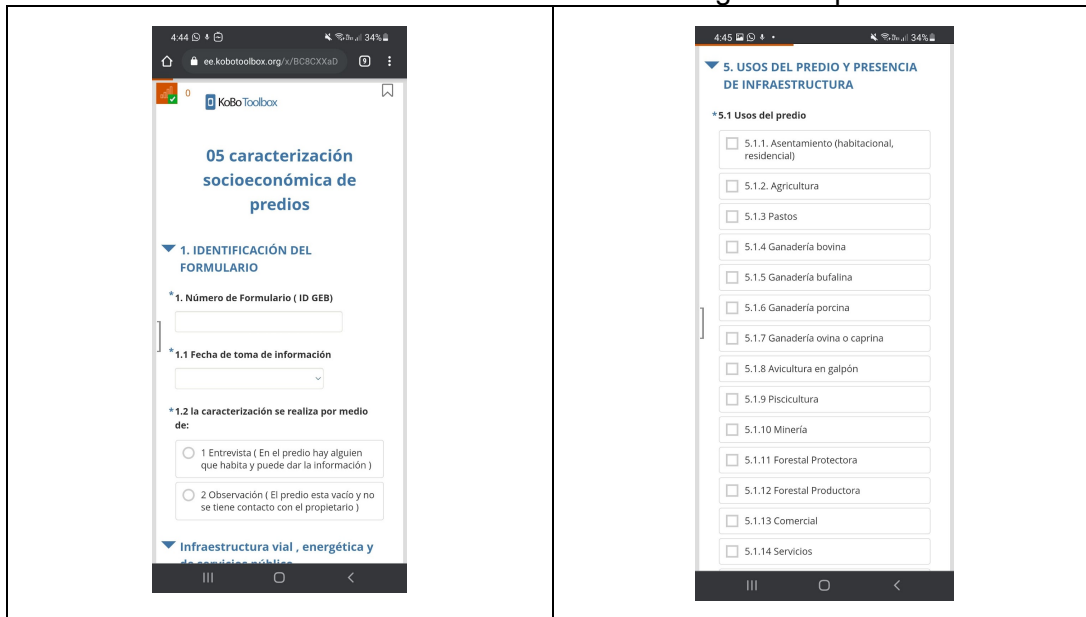 4:44 34%
ee.kobotoolbox.org/x/BC8CXXaD 9
0
KoBoToolbox
05 caracterización
socioeconómica de
predios
1. IDENTIFICACIÓN DEL
FORMULARIO
*1. Número de Formulario ( ID GEB)
*1.1 Fecha de toma de información
*1.2 la caracterización se realiza por medio
de:
1 Entrevista ( En el predio hay alguien
que habita y puede dar la información )
2 Observación ( El predio esta vacío y no
se tiene contacto con el propietario )
Infraestructura vial , energética y
de servicios público
4:45 34%
5. USOS DEL PREDIO Y PRESENCIA
DE INFRAESTRUCTURA
*5.1 Usos del predio
5.1.1. Asentamiento (habitacional,
residencial)
5.1.2. Agricultura
5.1.3 Pastos
5.1.4 Ganadería bovina
5.1.5 Ganadería bufalina
5.1.6 Ganadería porcina
5.1.7 Ganadería ovina o caprina
5.1.8 Avicultura en galpón
5.1.9 Piscicultura
5.1.10 Minería
5.1.11 Forestal Protectora
5.1.12 Forestal Productora
5.1.13 Comercial
5.1.14 Servicios